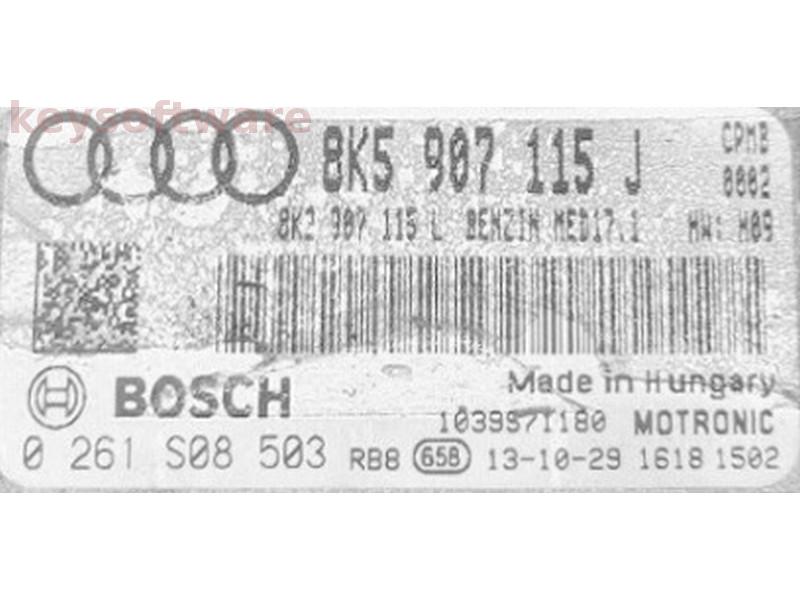 keysoftware
8K5 907 115 J
CPMB
0002
8K2 907 115 L BENZIN MED17.1 HW: H09
BOSCH
Made in Hungary
1039S71180 MOTRONIC
0 261 S08 503 RB8 658 13-10-29 1618 1502